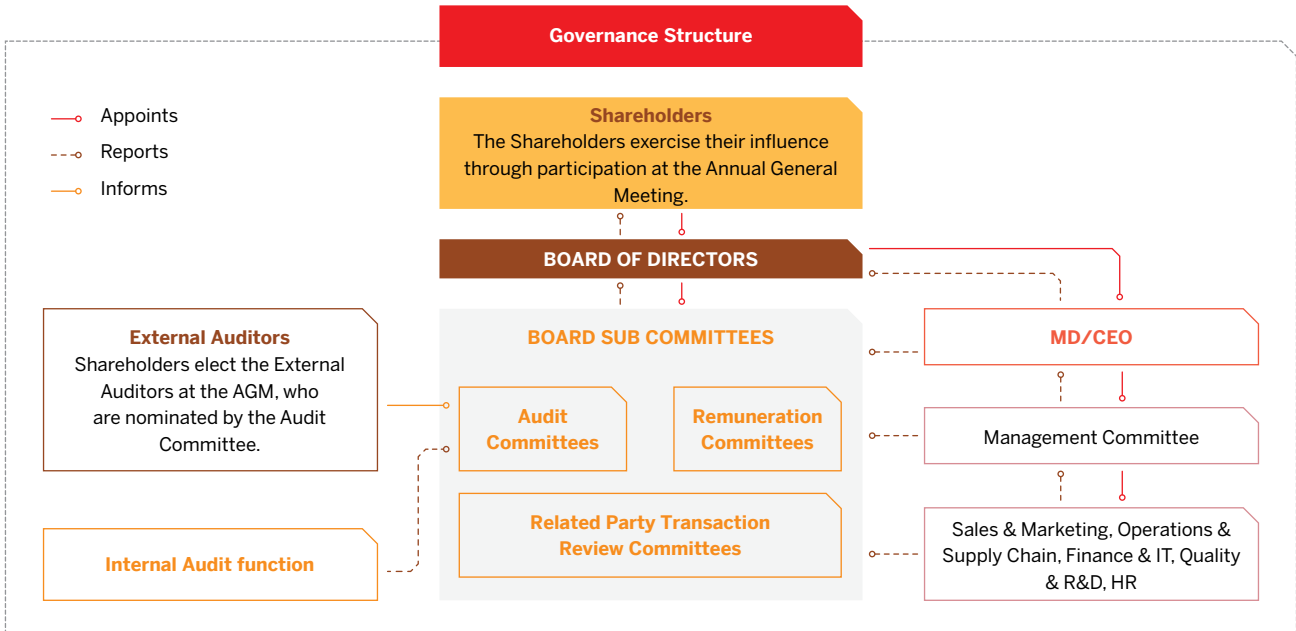 Governance Structure
Appoints
Reports
Informs
Shareholders
The Shareholders exercise their influence
through participation at the Annual General
Meeting.
BOARD OF DIRECTORS
External Auditors
Shareholders elect the External
Auditors at the AGM, who
are nominated by the Audit
Committee.
Internal Audit function
BOARD SUB COMMITTEES
Audit
Committees
Remuneration
Committees
Related Party Transaction
Review Committees
MD/CEO
Management Committee
Sales & Marketing, Operations &
Supply Chain, Finance & IT, Quality
& R&D, HR